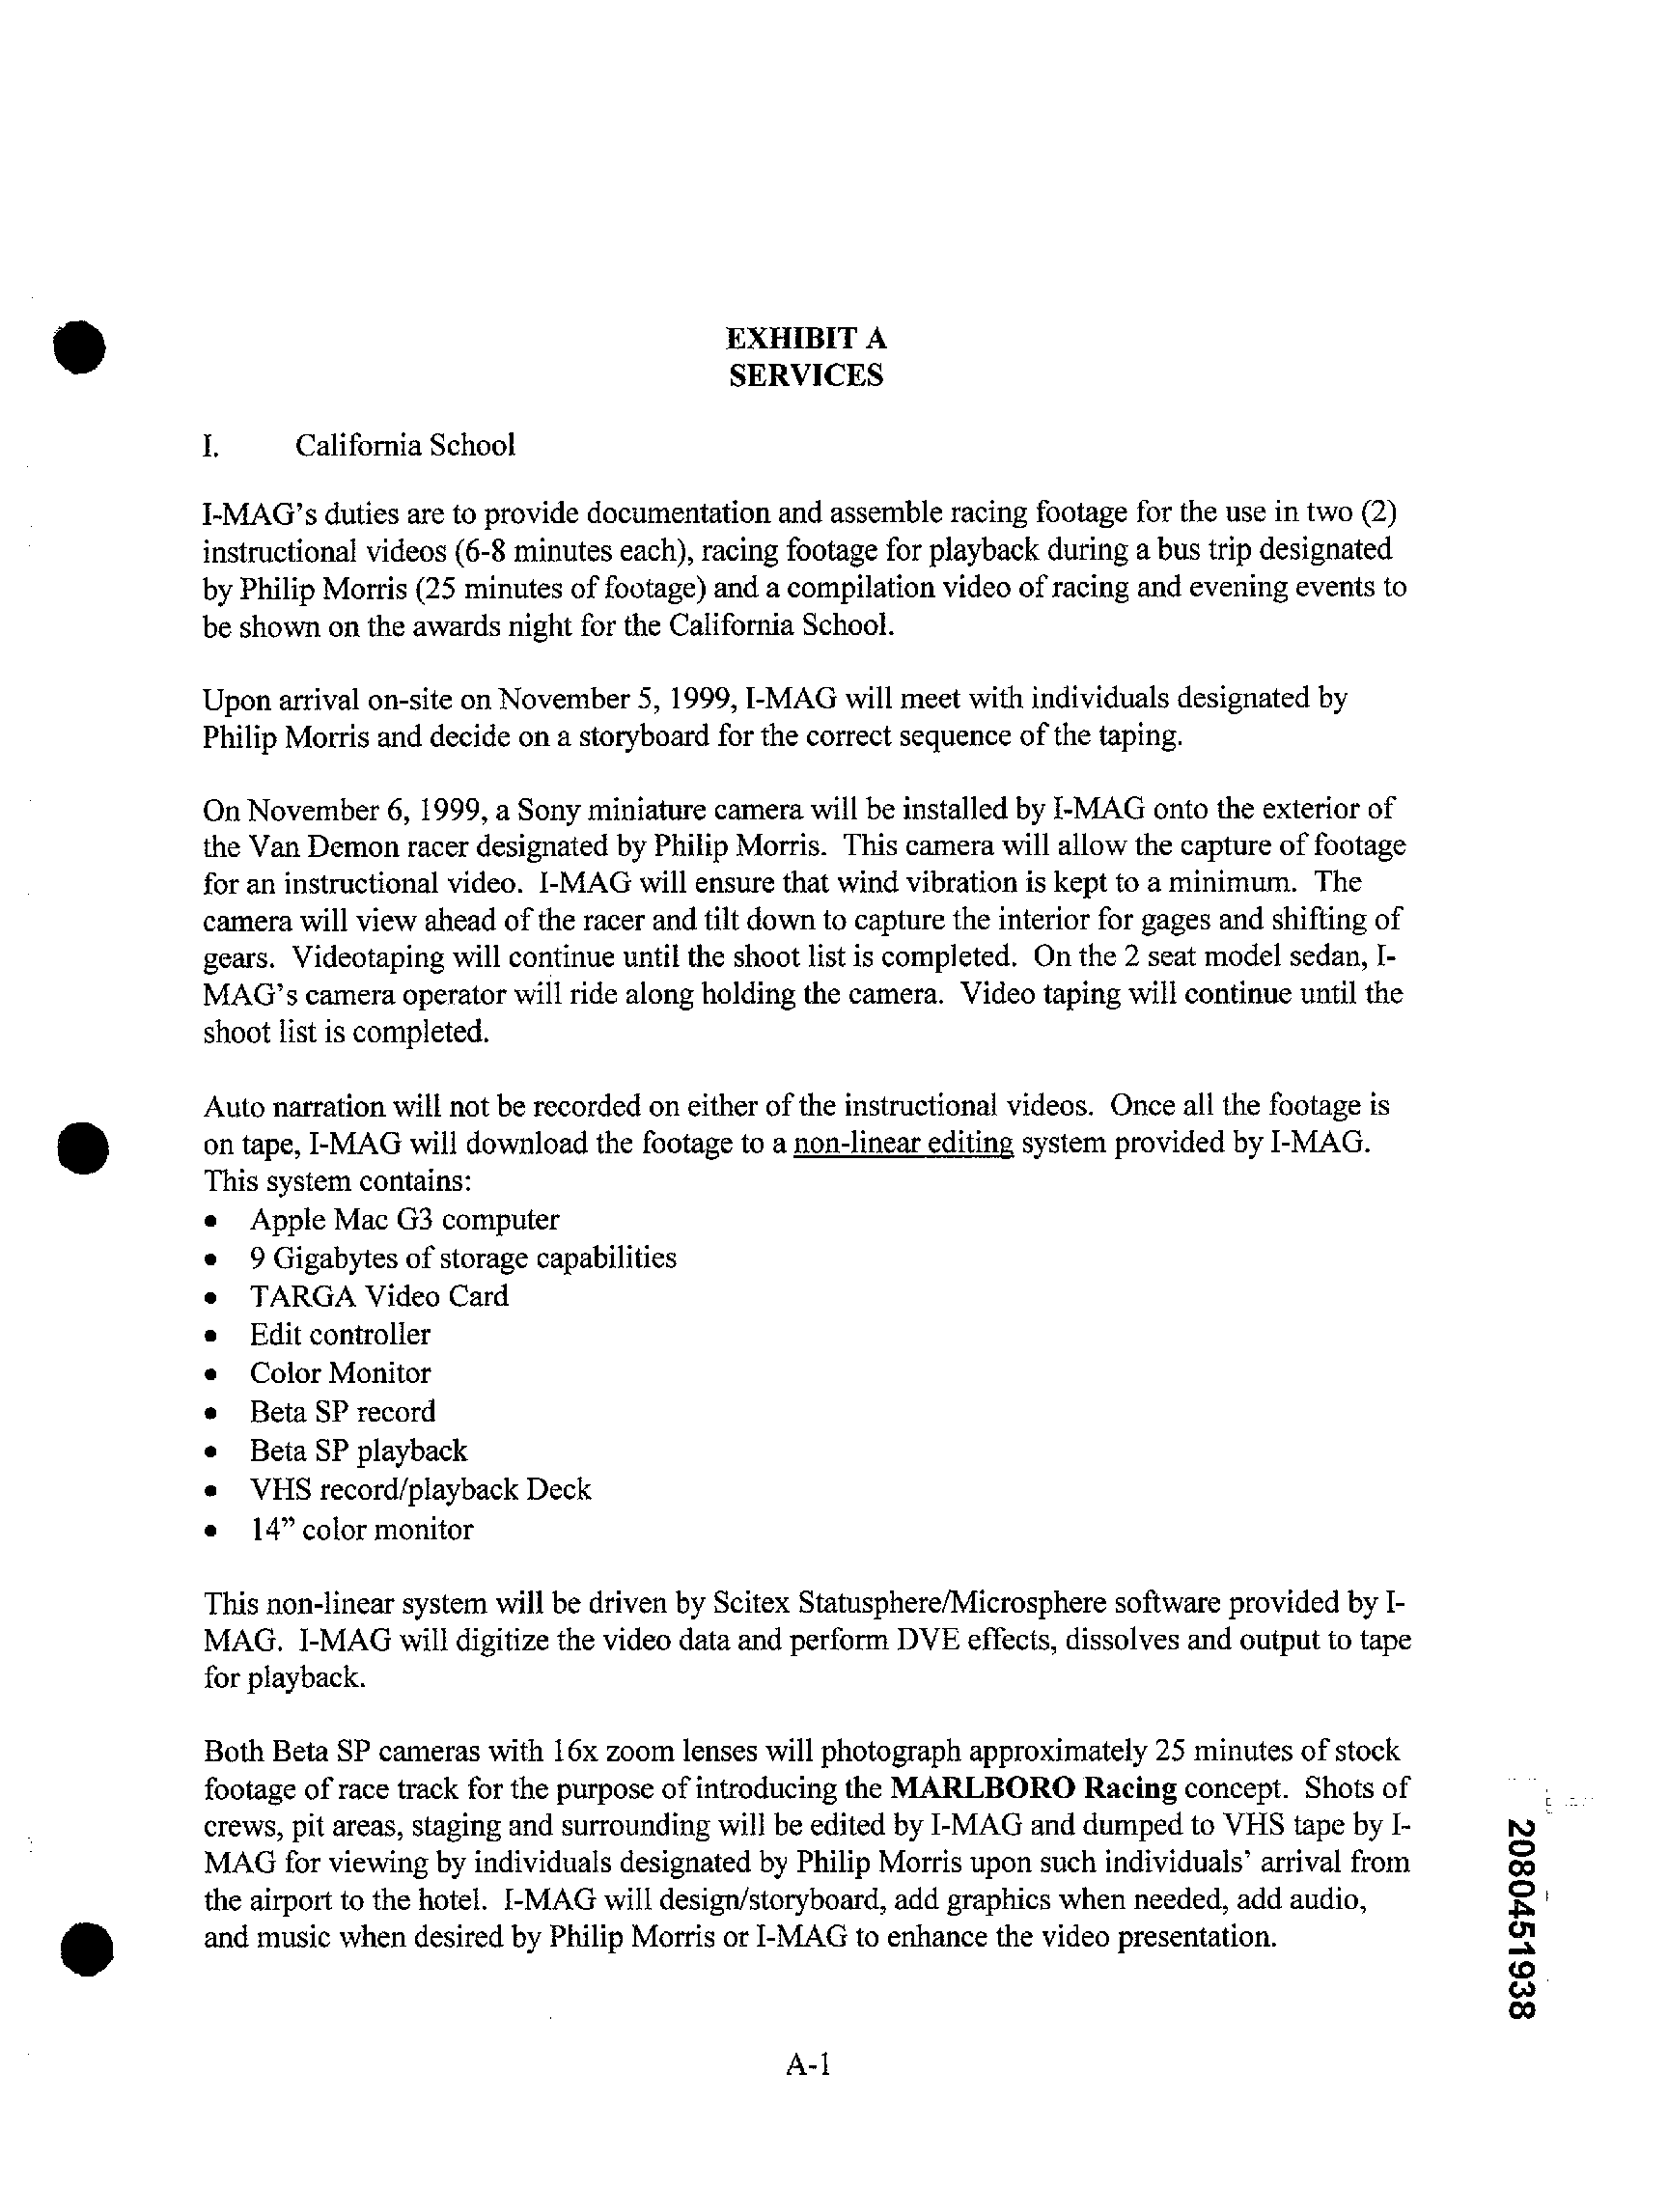 EXHIBIT A
SERVICES
I. California School
I-MAG's duties are to provide documentation and assemble racing footage for the use in two (2)
instructional videos (6-8 minutes each), racing footage for playback during a bus trip designated
by Philip Morris (25 minutes of footage) and a compilation video of racing and evening events to
be shown on the awards night for the California School.
Upon arrival on-site on November 5, 1999, I-MAG will meet with individuals designated by
Philip Morris and decide on a storyboard for the correct sequence of the taping.
On November 6, 1999, a Sony miniature camera will be installed by I-MAG onto the exterior of
the Van Demon racer designated by Philip Morris. This camera will allow the capture of footage
for an instructional video. I-MAG will ensure that wind vibration is kept to a minimum. The
camera will view ahead of the racer and tilt down to capture the interior for gages and shifting of
gears. Videotaping will continue until the shoot list is completed. On the 2 seat model sedan, I-
MAG's camera operator will ride along holding the camera. Video taping will continue until the
shoot list is completed.
Auto narration will not be recorded on either of the instructional videos. Once all the footage is
on tape, I-MAG will download the footage to a non-linear editing system provided by I-MAG.
This system contains:
• Apple Mac G3 computer
• 9 Gigabytes of storage capabilities
• TARGA Video Card
• Edit controller
• Color Monitor
• Beta SP record
• Beta SP playback
• VHS record/playback Deck
• 14” color monitor
This non-linear system will be driven by Scitex Statusphere/Microsphere software provided by I-
MAG. I-MAG will digitize the video data and perform DVE effects, dissolves and output to tape
for playback.
Both Beta SP cameras with 16x zoom lenses will photograph approximately 25 minutes of stock
footage of race track for the purpose of introducing the MARLBORO Racing concept. Shots of
crews, pit areas, staging and surrounding will be edited by I-MAG and dumped to VHS tape by I-
MAG for viewing by individuals designated by Philip Morris upon such individuals' arrival from
the airport to the hotel. I-MAG will design/storyboard, add graphics when needed, add audio,
and music when desired by Philip Morris or I-MAG to enhance the video presentation.
2080451938
A-1